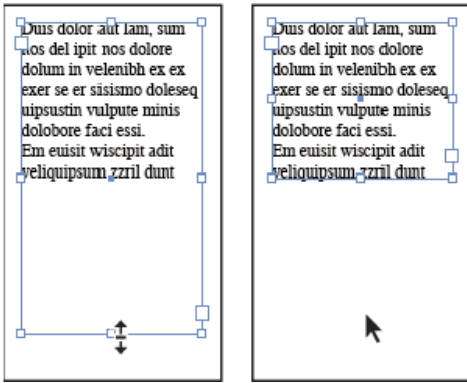 Duis dolor aut lam, sum
nos del ipit nos dolore
dolum in velenibh ex ex
exer se er sisismo doleseq
uipsustin vulpute minis
dolobore faci essi.
Em euisit wiscipit adit
veliquipsum zzril dunt
Duis dolor aut lam, sum
nos del ipit nos dolore
dolum in velenibh ex ex
exer se er sisismo doleseq
uipsustin vulpute minis
dolobore faci essi.
Em euisit wiscipit adit
veliquipsum zzril dunt